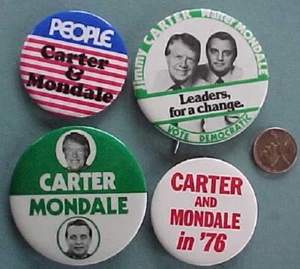 PEOPLE
Carter
&
Mondale
Jimmy CARTER Walter MONDALE
Leaders,
for a change.
VOTE DEMOCRATIC
CARTER
MONDALE
CARTER
AND
MONDALE
in '76